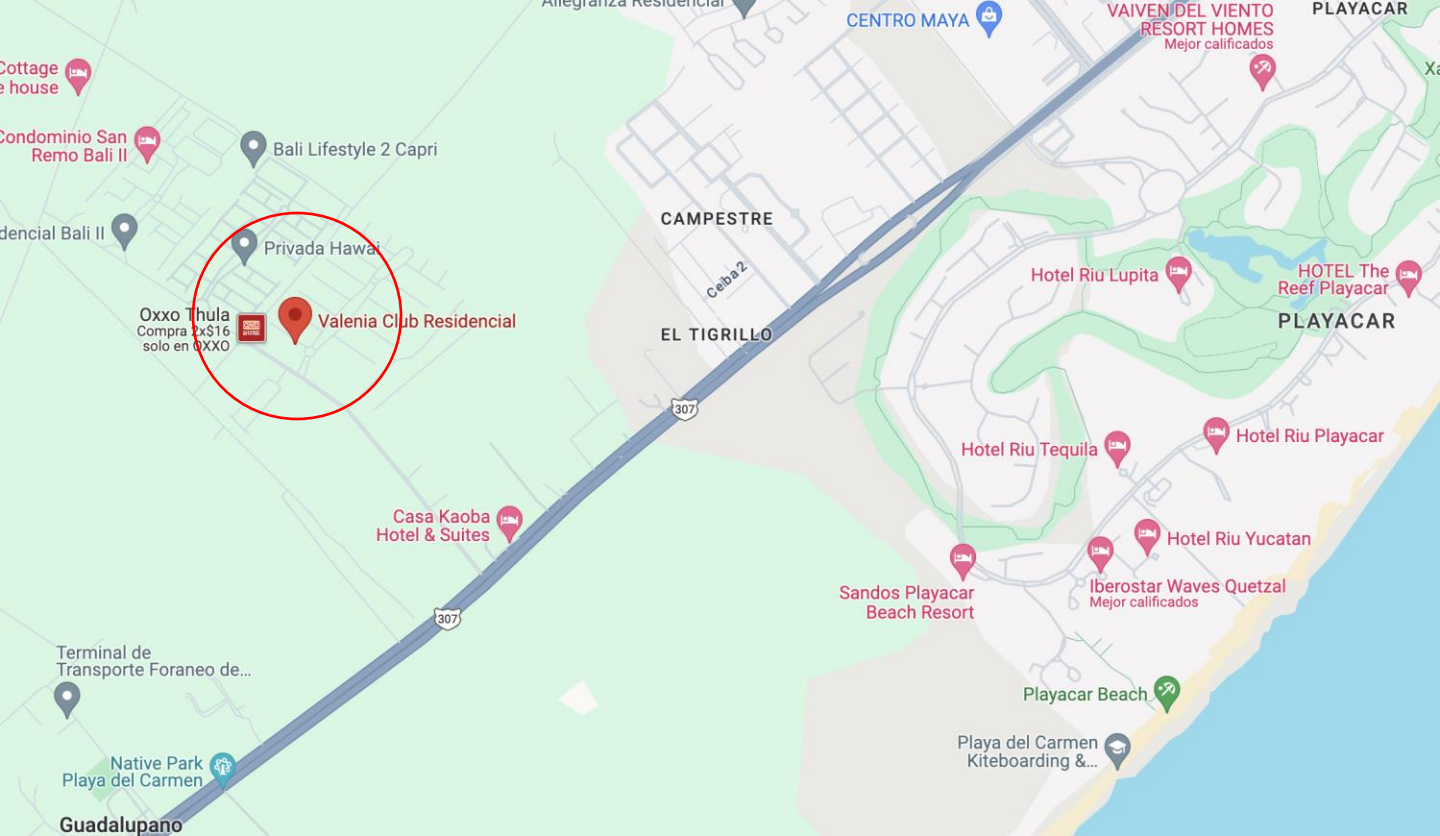 Allegranza Residencial
CENTRO MAYA
VAIVEN DEL VIENTO
RESORT HOMES
Mejor calificados
PLAYACAR
Cottage
house
Xa
Condominio San
Remo Bali II
Bali Lifestyle 2 Capri
dencial Bali II
Privada Hawai
CAMPESTRE
Ceiba 2
Hotel Riu Lupita
HOTEL The
Reef Playacar
PLAYACAR
Oxxo Thula
Compra 2x$16
solo en OXXO
OXXO
Valenia Club Residencial
EL TIGRILLO
307
Hotel Riu Tequila
Hotel Riu Playacar
Casa Kaoba
Hotel & Suites
Hotel Riu Yucatan
Sandos Playacar
Beach Resort
Iberostar Waves Quetzal
Mejor calificados
307
Terminal de
Transporte Foraneo de...
Playacar Beach
Playa del Carmen
Kiteboarding &...
Native Park
Playa del Carmen
Guadalupano